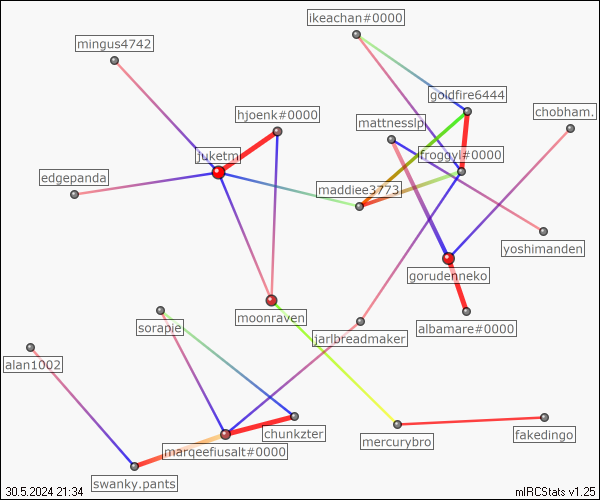 ikeachan#0000
mingus4742
goldfire6444
chobham.
hjoenk#0000
mattnesslp
juketm
froggyl#0000
edgepanda
maddiee3773
yoshimanden
gorudenneko
moonraven
sorapie
jarlbreadmaker
albamare#0000
alan1002
chunkzter
mercurybro
fakedingo
marqeefiusalt#0000
swanky.pants
30.5.2024 21:34
mIRCStats v1.25